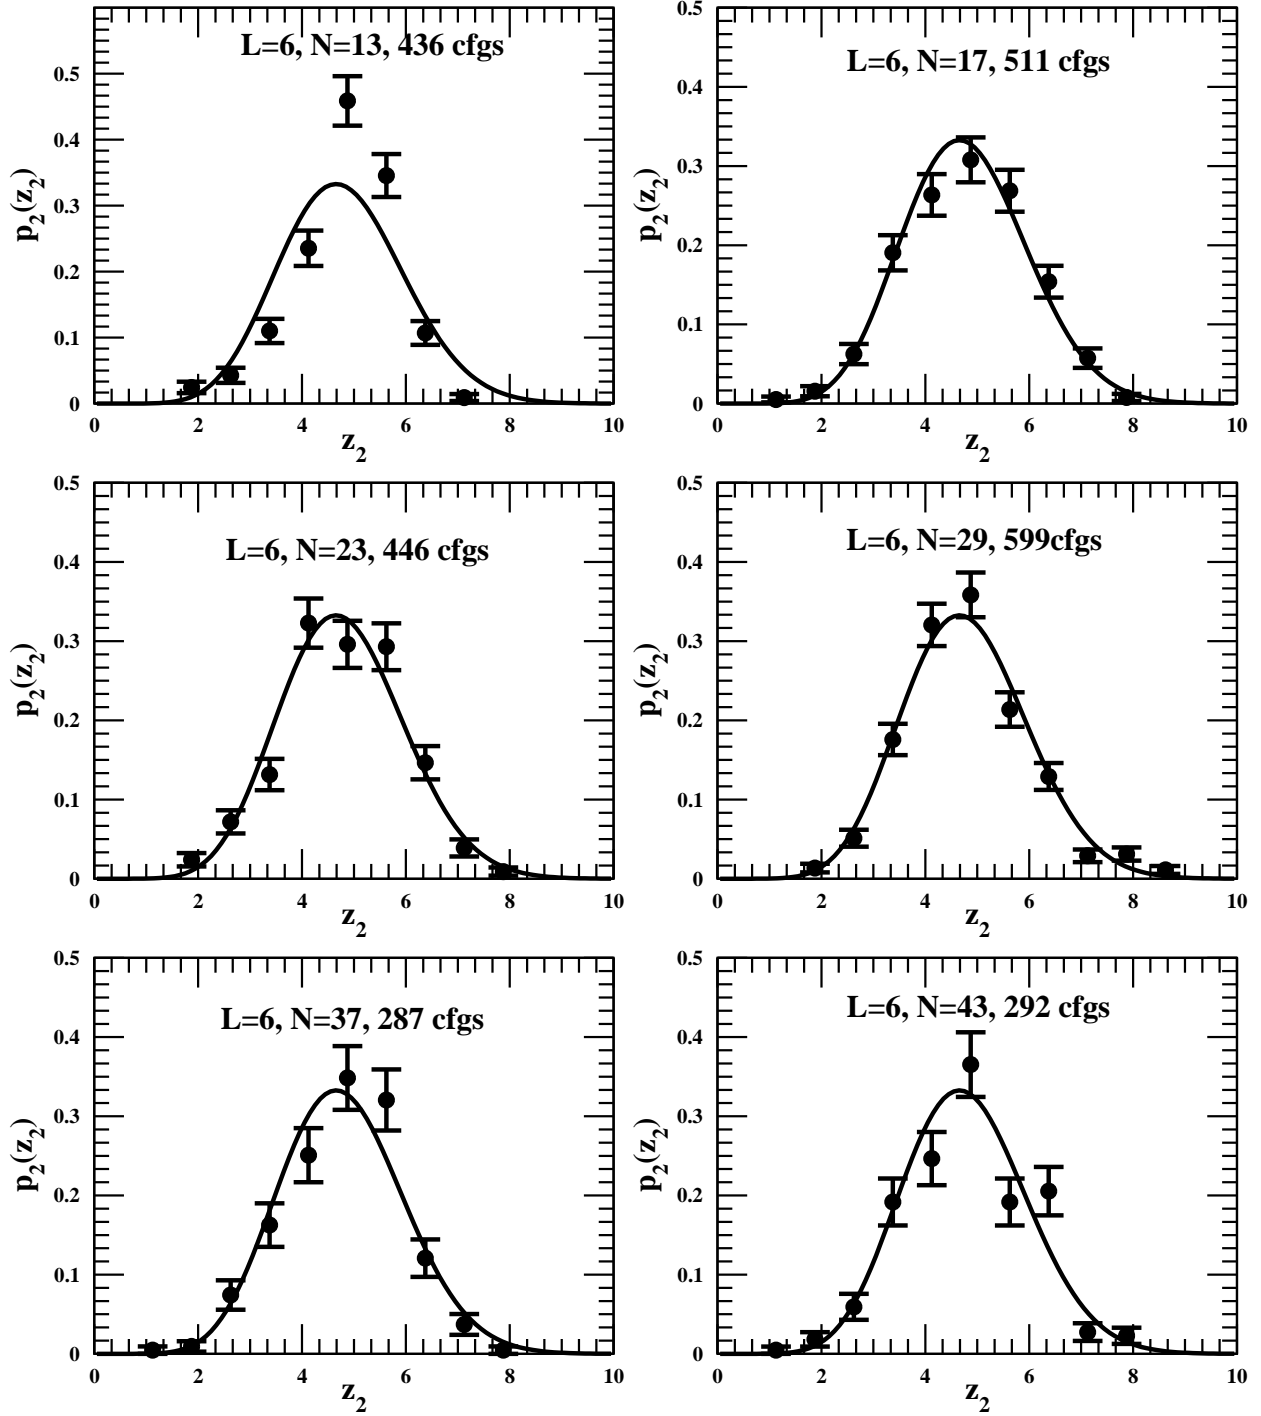 L=6, N=13, 436 cfgs
p2(z2)
0.5
0.4
0.3
0.2
0.1
0
0 2 4 6 8 10
z2
L=6, N=17, 511 cfgs
p2(z2)
0.5
0.4
0.3
0.2
0.1
0
0 2 4 6 8 10
z2
L=6, N=23, 446 cfgs
p2(z2)
0.5
0.4
0.3
0.2
0.1
0
0 2 4 6 8 10
z2
L=6, N=29, 599cfgs
p2(z2)
0.5
0.4
0.3
0.2
0.1
0
0 2 4 6 8 10
z2
L=6, N=37, 287 cfgs
p2(z2)
0.5
0.4
0.3
0.2
0.1
0
0 2 4 6 8 10
z2
L=6, N=43, 292 cfgs
p2(z2)
0.5
0.4
0.3
0.2
0.1
0
0 2 4 6 8 10
z2